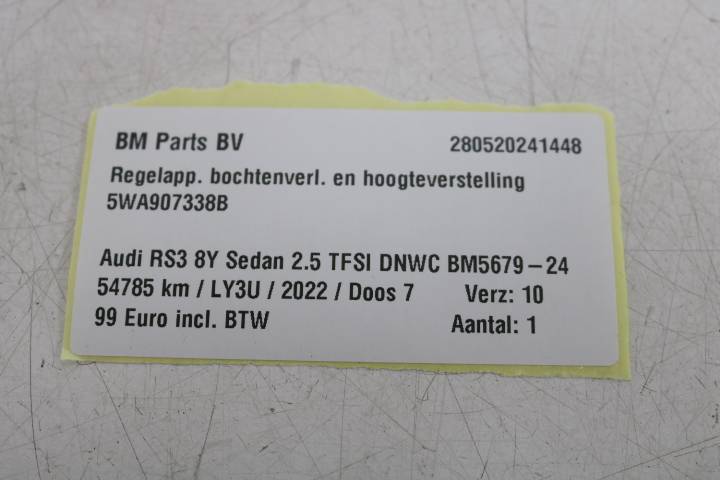 BM Parts BV 280520241448
Regelapp. bochtenverl. en hoogteverstelling
5WA907338B
Audi RS3 8Y Sedan 2.5 TFSI DNWC BM5679-24
54785 km / LY3U / 2022 / Doos 7 Verz: 10
99 Euro incl. BTW Aantal: 1